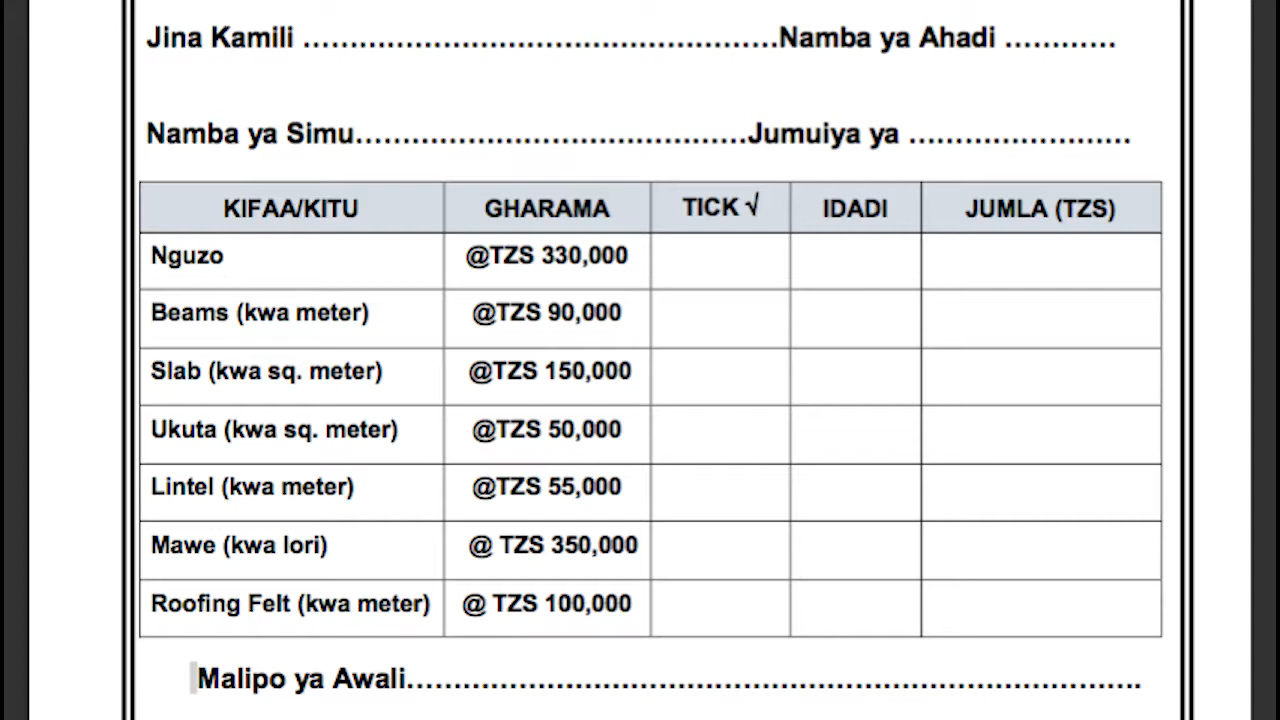 Jina Kamili ……………………………………………Namba ya Ahadi …………
Namba ya Simu……………………………………Jumuiya ya ……………………
KIFAA/KITU GHARAMA TICK √ IDADI JUMLA (TZS)
Nguzo @TZS 330,000
Beams (kwa meter) @TZS 90,000
Slab (kwa sq. meter) @TZS 150,000
Ukuta (kwa sq. meter) @TZS 50,000
Lintel (kwa meter) @TZS 55,000
Mawe (kwa lori) @ TZS 350,000
Roofing Felt (kwa meter) @ TZS 100,000
Malipo ya Awali…………………………………………………………………….